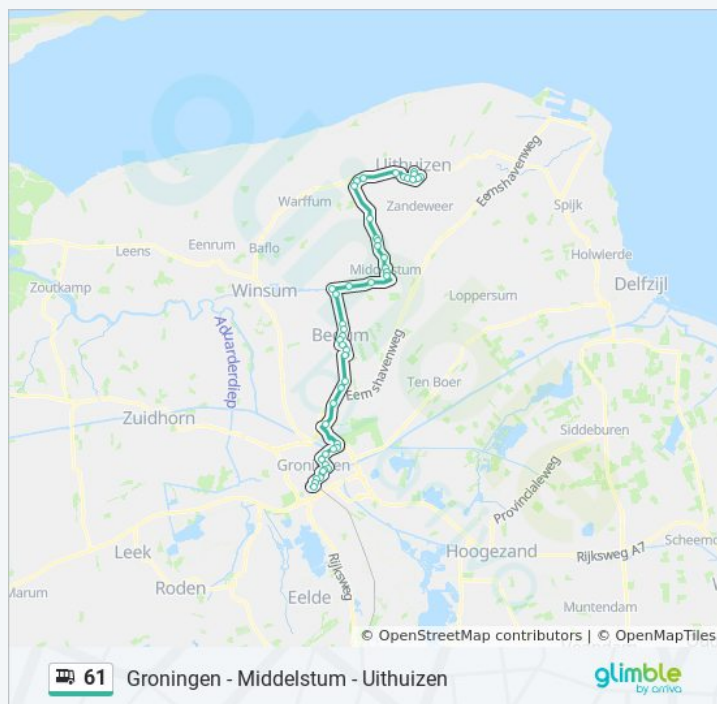 Uithuizen
Eemshavenweg
Warffum
Zandeweer
Spijk
Eenrum
Baflo
Leens
Holwierde
Middelstum
Zoutkamp
Winsum
Loppersum
Delfzijl
Aduarderdiep
Bedum
Eemshavenweg
Ten Boer
Zuidhorn
Siddeburen
Groningen
Provincialeweg
Hoogezand
Scheemd
Leek
Rijksweg A7
Rijksweg
Marum
Roden
Eelde
Muntendam
© OpenStreetMap contributors | © OpenMapTiles
61 Groningen - Middelstum - Uithuizen
glimble
by arriva